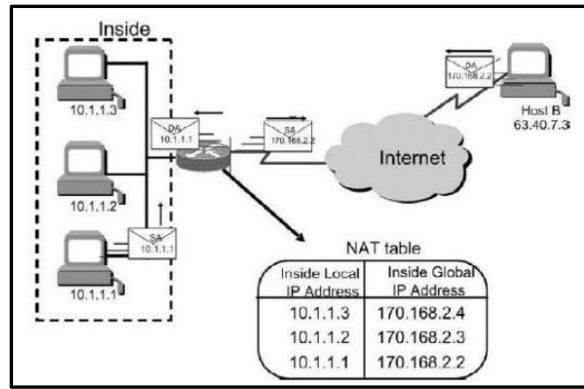 Inside
10.1.1.3
10.1.1.2
10.1.1.1
SA
10.1.1.1
DA
10.1.1.1
SA
170.168.2.2
Internet
DA
170.168.2.2
Host B
63.40.7.3
NAT table
Inside Local
IP Address
Inside Global
IP Address
10.1.1.3 170.168.2.4
10.1.1.2 170.168.2.3
10.1.1.1 170.168.2.2